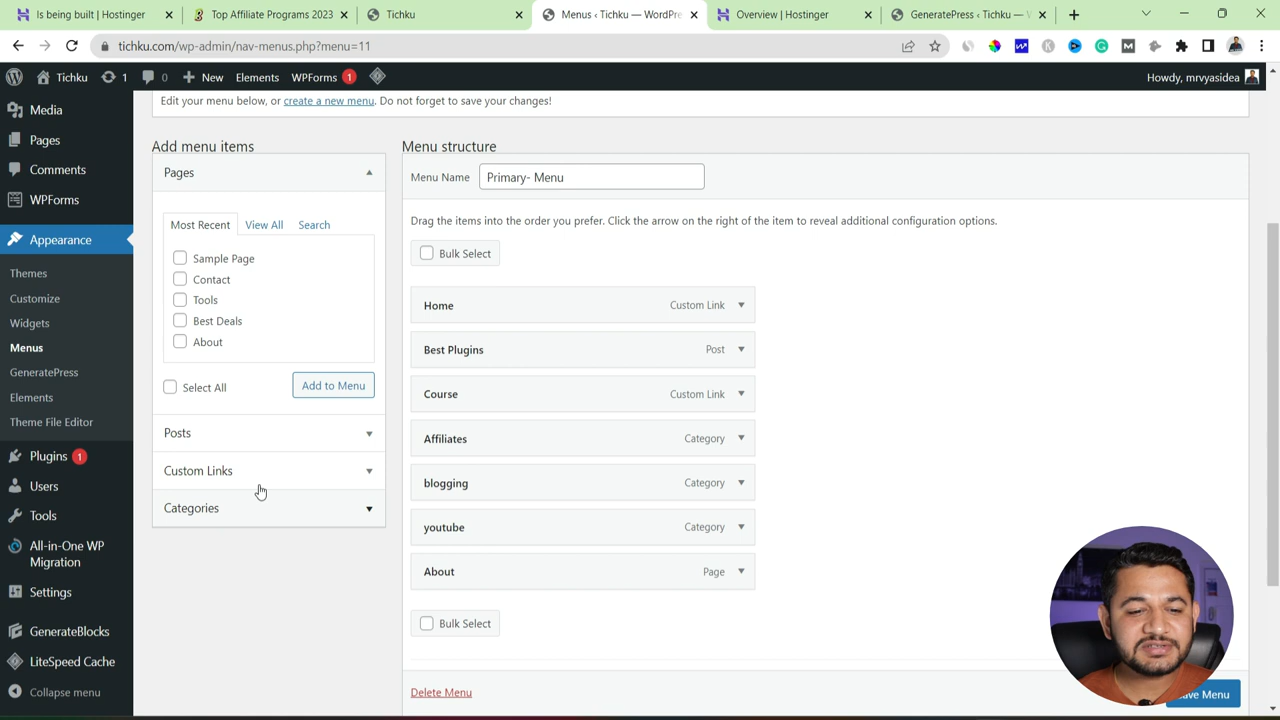 Is being built | Hostinger
Top Affiliate Programs 2023
Tichku
Menus ‹ Tichku — WordPre
Overview | Hostinger
GeneratePress ‹ Tichku — W
tichku.com/wp-admin/nav-menus.php?menu=11
Tichku
1
0
New
Elements
WPForms
1
Howdy, mrvyasidea
Media
Pages
Comments
WPForms
Appearance
Themes
Customize
Widgets
Menus
GeneratePress
Elements
Theme File Editor
Plugins 1
Users
Tools
All-in-One WP
Migration
Settings
GenerateBlocks
LiteSpeed Cache
Collapse menu
Edit your menu below, or create a new menu. Do not forget to save your changes!
Add menu items
Pages
Most Recent
View All
Search
Sample Page
Contact
Tools
Best Deals
About
Select All
Add to Menu
Posts
Custom Links
Categories
Menu structure
Menu Name
Primary- Menu
Drag the items into the order you prefer. Click the arrow on the right of the item to reveal additional configuration options.
Bulk Select
Home
Custom Link
Best Plugins
Post
Course
Custom Link
Affiliates
Category
blogging
Category
youtube
Category
About
Page
Bulk Select
Delete Menu
ave Menu